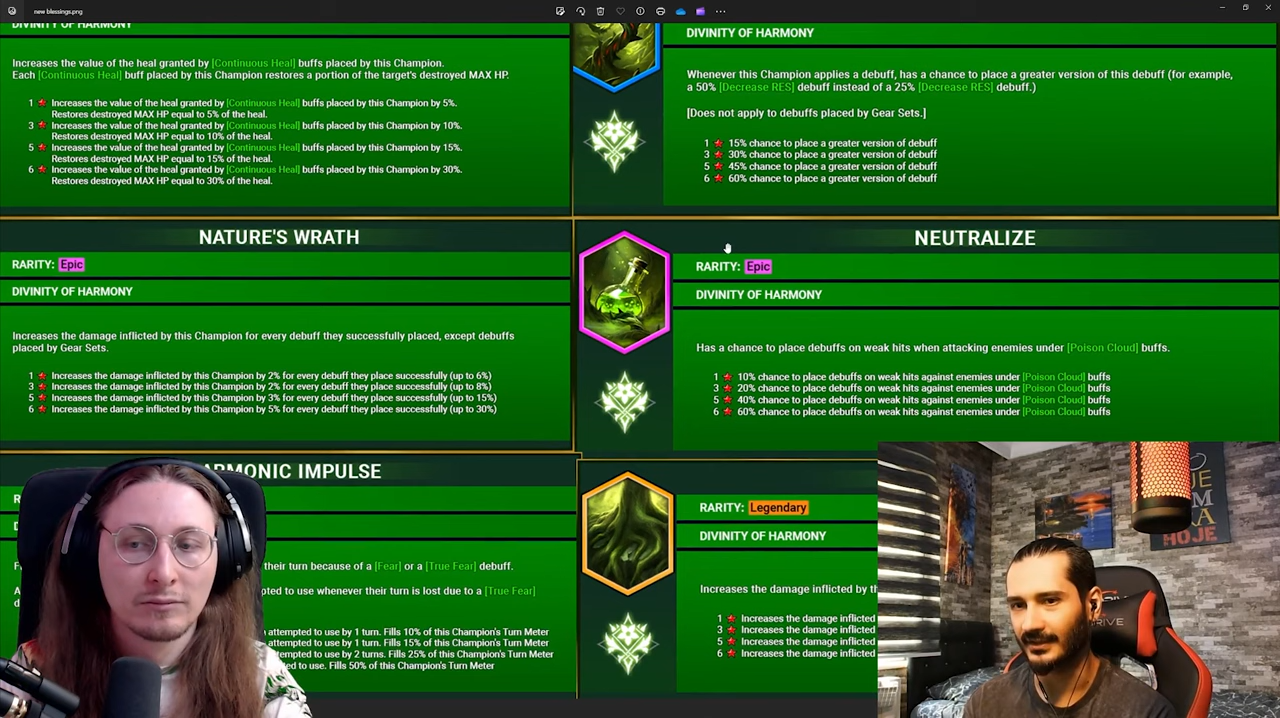 new blessings.png
DIVINITY OF HARMONY
Increases the value of the heal granted by [Continuous Heal] buffs placed by this Champion.
Each [Continuous Heal] buff placed by this Champion restores a portion of the target's destroyed MAX HP.
1 Increases the value of the heal granted by [Continuous Heal] buffs placed by this Champion by 5%.
Restores destroyed MAX HP equal to 5% of the heal.
3 Increases the value of the heal granted by [Continuous Heal] buffs placed by this Champion by 10%.
Restores destroyed MAX HP equal to 10% of the heal.
5 Increases the value of the heal granted by [Continuous Heal] buffs placed by this Champion by 15%.
Restores destroyed MAX HP equal to 15% of the heal.
6 Increases the value of the heal granted by [Continuous Heal] buffs placed by this Champion by 30%.
Restores destroyed MAX HP equal to 30% of the heal.
DIVINITY OF HARMONY
Whenever this Champion applies a debuff, has a chance to place a greater version of this debuff (for example,
a 50% [Decrease RES] debuff instead of a 25% [Decrease RES] debuff.)
[Does not apply to debuffs placed by Gear Sets.]
1 15% chance to place a greater version of debuff
3 30% chance to place a greater version of debuff
5 45% chance to place a greater version of debuff
6 60% chance to place a greater version of debuff
NATURE'S WRATH
RARITY: Epic
DIVINITY OF HARMONY
Increases the damage inflicted by this Champion for every debuff they successfully placed, except debuffs
placed by Gear Sets.
1 Increases the damage inflicted by this Champion by 2% for every debuff they place successfully (up to 6%)
3 Increases the damage inflicted by this Champion by 2% for every debuff they place successfully (up to 8%)
5 Increases the damage inflicted by this Champion by 3% for every debuff they place successfully (up to 15%)
6 Increases the damage inflicted by this Champion by 5% for every debuff they place successfully (up to 30%)
NEUTRALIZE
RARITY: Epic
DIVINITY OF HARMONY
Has a chance to place debuffs on weak hits when attacking enemies under [Poison Cloud] buffs.
1 10% chance to place debuffs on weak hits against enemies under [Poison Cloud] buffs
3 20% chance to place debuffs on weak hits against enemies under [Poison Cloud] buffs
5 40% chance to place debuffs on weak hits against enemies under [Poison Cloud] buffs
6 60% chance to place debuffs on weak hits against enemies under [Poison Cloud] buffs
ARMONIC IMPULSE
their turn because of a [Fear] or a [True Fear] debuff.
pted to use whenever their turn is lost due to a [True Fear]
attempted to use by 1 turn. Fills 10% of this Champion's Turn Meter
attempted to use by 1 turn. Fills 15% of this Champion's Turn Meter
attempted to use by 2 turns. Fills 25% of this Champion's Turn Meter
ted to use. Fills 50% of this Champion's Turn Meter
RARITY: Legendary
DIVINITY OF HARMONY
Increases the damage inflicted by th
1 Increases the damage inflicted
3 Increases the damage inflicted
5 Increases the damage inflicted
6 Increases the damage inflicted
HOJE
DRIVE